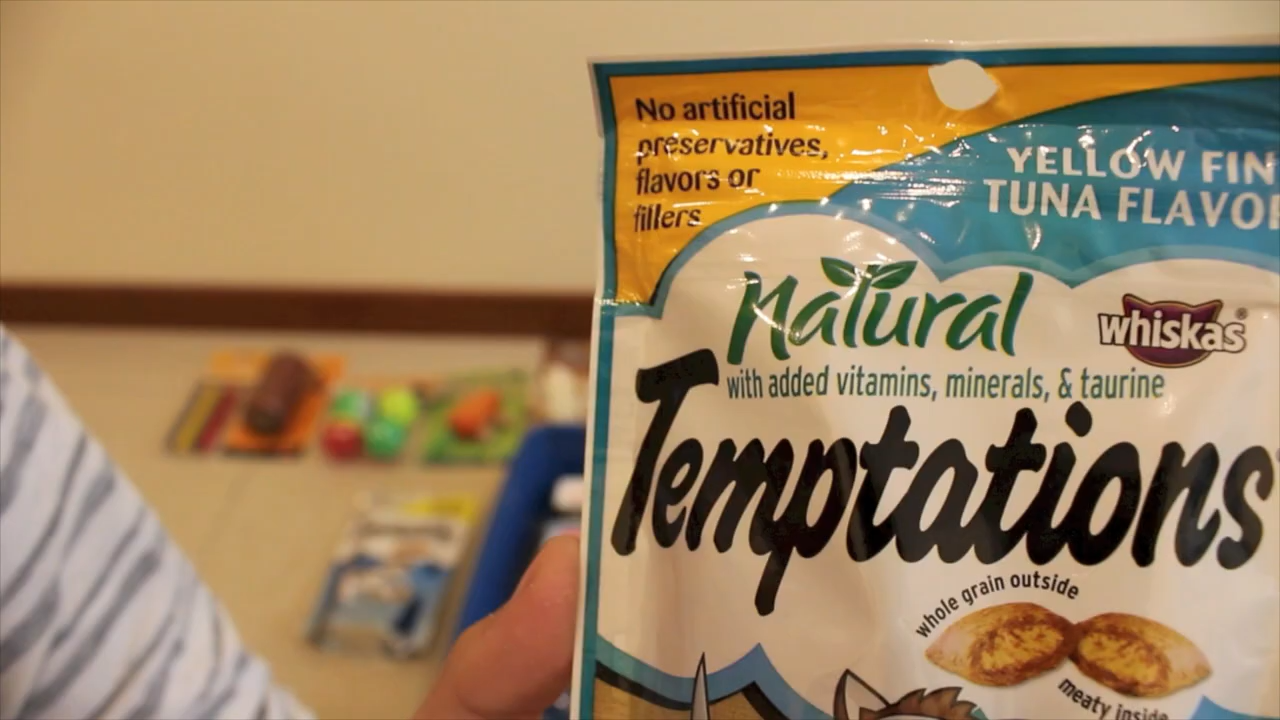 No artificial
preservatives,
flavors or
fillers
YELLOW FIN
TUNA FLAVOR
Natural
whiskas®
with added vitamins, minerals, & taurine
Temptations
whole grain outside
meaty inside